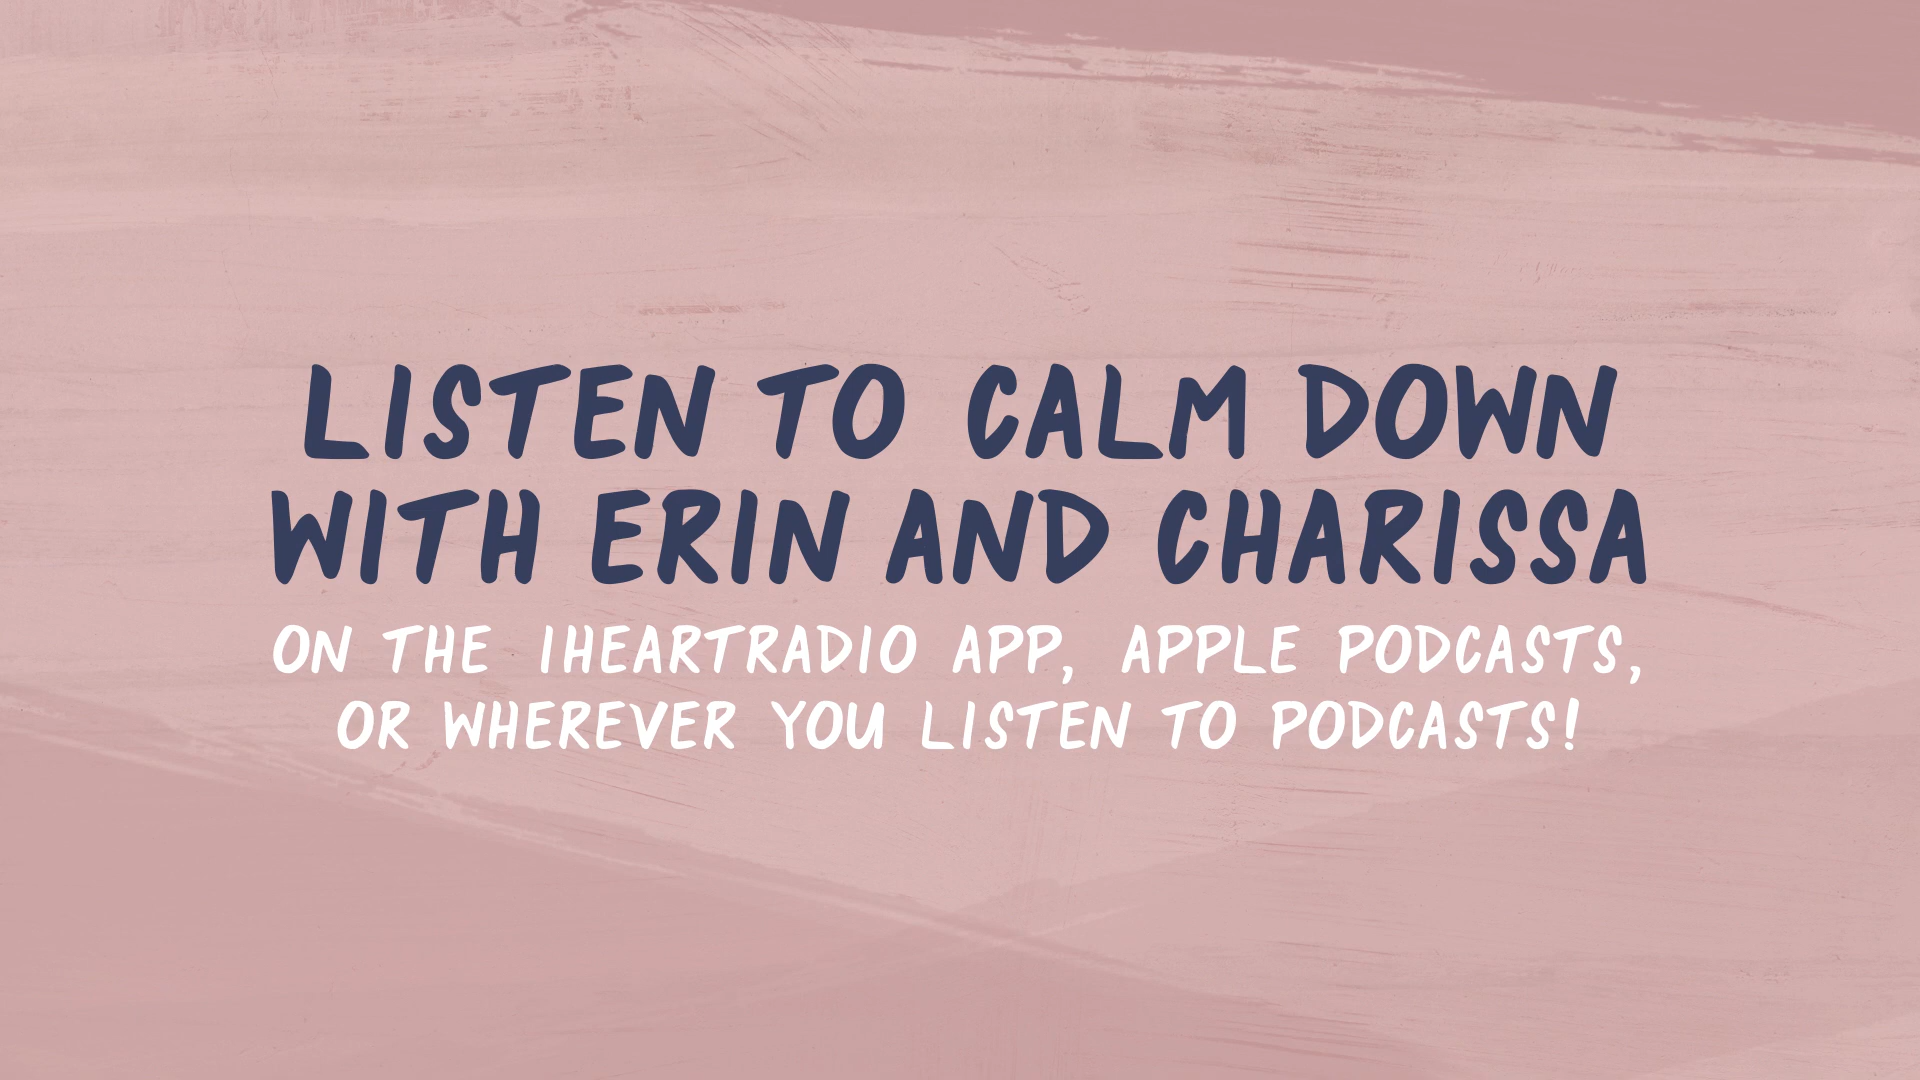 LISTEN TO CALM DOWN
WITH ERIN AND CHARISSA
ON THE IHEARTRADIO APP, APPLE PODCASTS,
OR WHEREVER YOU LISTEN TO PODCASTS!